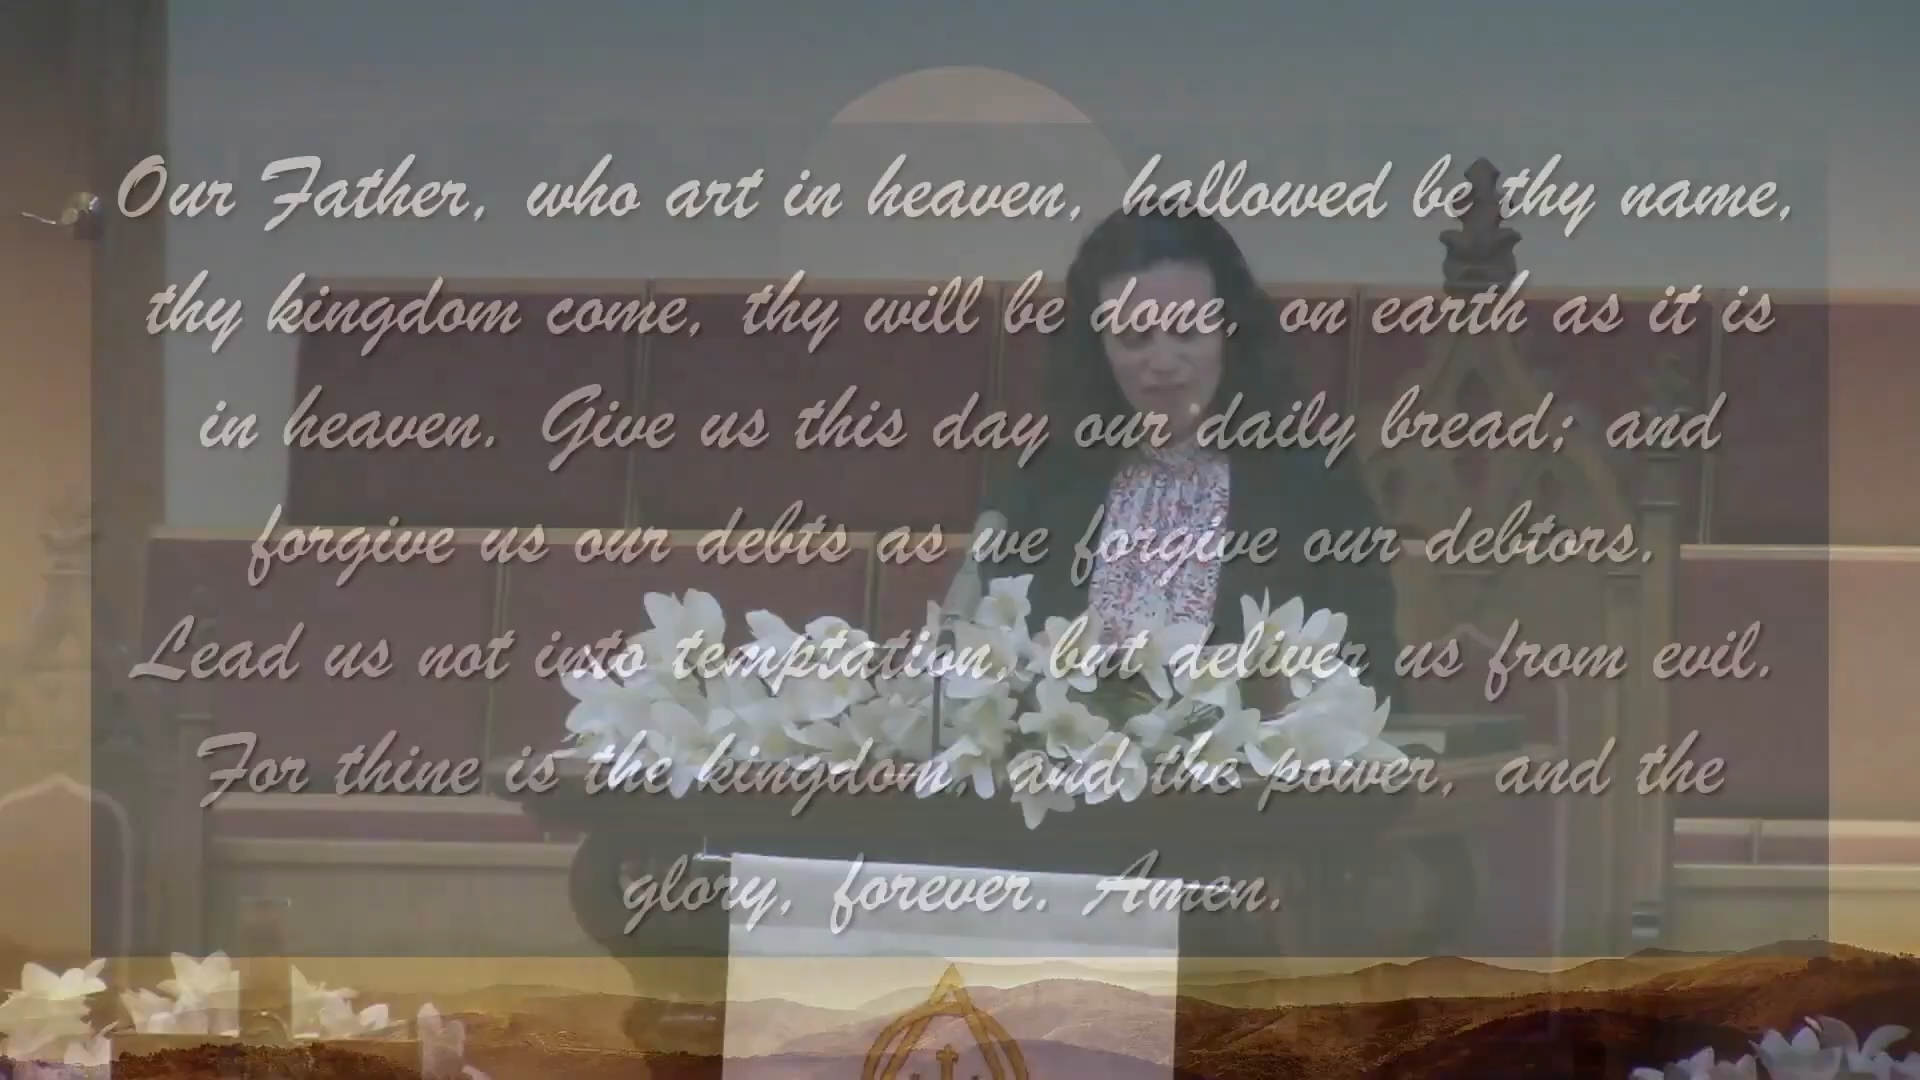 Our Father, who art in heaven, hallowed be thy name,
thy kingdom come, thy will be done, on earth as it is
in heaven. Give us this day our daily bread; and
forgive us our debts as we forgive our debtors.
Lead us not into temptation, but deliver us from evil.
For thine is the kingdom, and the power, and the
glory, forever. Amen.